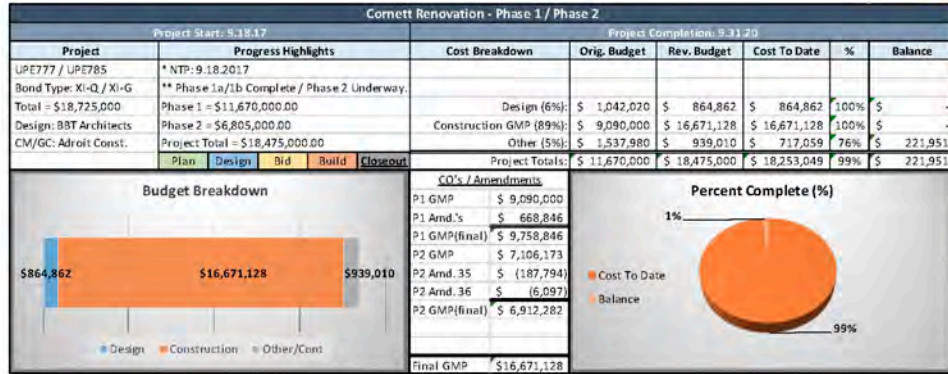 Cornett Renovation - Phase 1 / Phase 2
Project Start: 9.18.17 Project Completion: 9.31.20
Project Progress Highlights Cost Breakdown Orig. Budget Rev. Budget Cost To Date % Balance
UPE777 / UPE785 * NTP: 9.18.2017
Bond Type: XI-Q / XI-G ** Phase 1a/1b Complete / Phase 2 Underway.
Total = $18,725,000 Phase 1 = $11,670,000.00 Design (6%): $ 1,042,020 $ 864,862 $ 864,862 100% $
Design: BBT Architects Phase 2 = $6,805,000.00 Construction GMP (89%): $ 9,090,000 $ 16,671,128 $ 16,671,128 100% $
CM/GC: Adroit Const. Project Total = $18,475,000.00 Other (5%): $ 1,537,980 $ 939,010 $ 717,059 76% $ 221,951
Plan Design Bid Build Closeout Project Totals: $ 11,670,000 $ 18,475,000 $ 18,253,049 99% $ 221,951
Budget Breakdown
$864,862 $16,671,128 $939,010
Design Construction Other/Cont
CO's / Amendments
P1 GMP $ 9,090,000
P1 Amd.'s $ 668,846
P1 GMP(final) $ 9,758,846
P2 GMP $ 7,106,173
P2 Amd. 35 $ (187,794)
P2 Amd. 36 $ (6,097)
P2 GMP(final) $ 6,912,282
Final GMP $16,671,128
Percent Complete (%)
1%
Cost To Date
Balance
99%